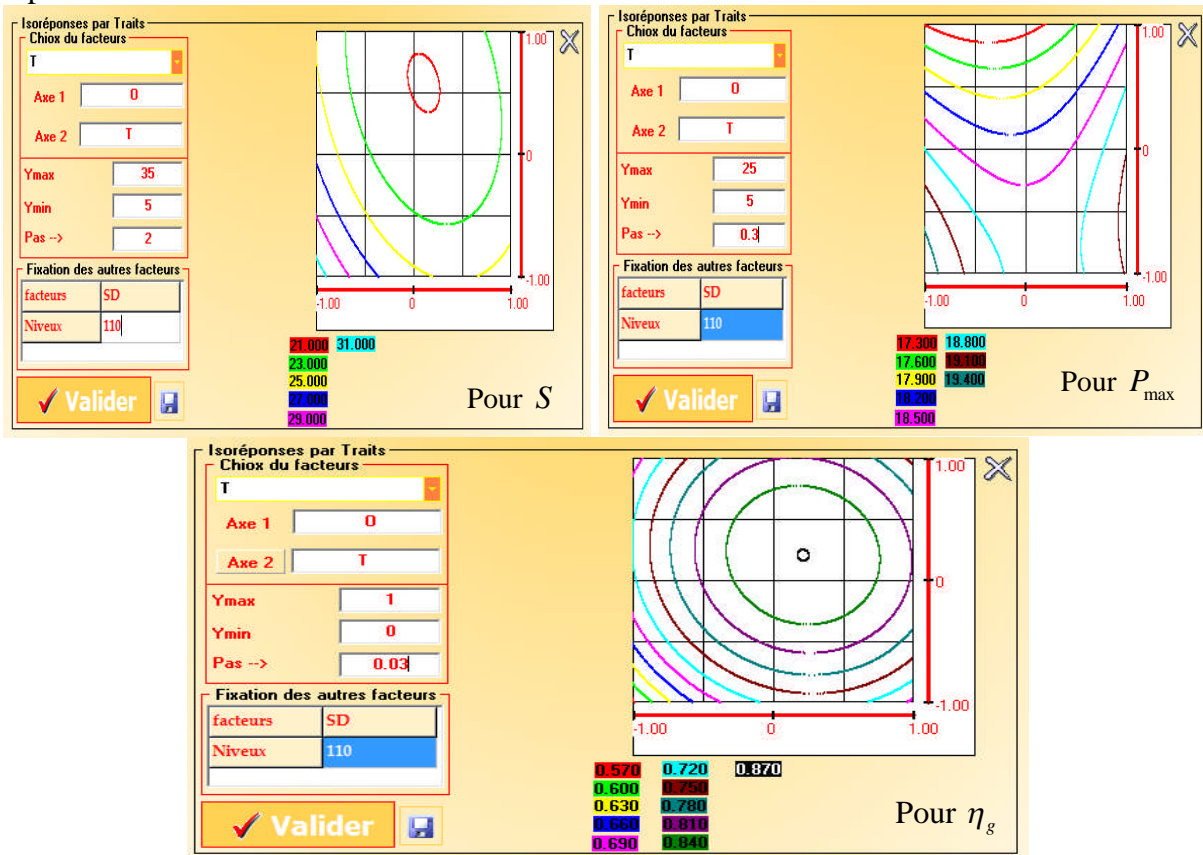 Isoréponses par Traits
Chiox du facteurs
T
Axe 1 O
Axe 2 T
Ymax 35
Ymin 5
Pas --> 2
Fixation des autres facteurs
facteurs SD
Niveux 110
Valider
1.00
0
-1.00
-1.00 0 1.00
21.000 31.000
23.000
25.000
27.000
29.000
Pour S
Isoréponses par Traits
Chiox du facteurs
T
Axe 1 O
Axe 2 T
Ymax 25
Ymin 5
Pas --> 0.3
Fixation des autres facteurs
facteurs SD
Niveux 110
Valider
1.00
0
-1.00
-1.00 0 1.00
17.300 18.800
17.600 19.100
17.900 19.400
18.200
18.500
Pour Pmax
Isoréponses par Traits
Chiox du facteurs
T
Axe 1 O
Axe 2 T
Ymax 1
Ymin 0
Pas --> 0.03
Fixation des autres facteurs
facteurs SD
Niveux 110
Valider
1.00
0
-1.00
-1.00 0 1.00
0.570 0.720 0.870
0.600 0.750
0.630 0.780
0.660 0.810
0.690 0.840
Pour ηg